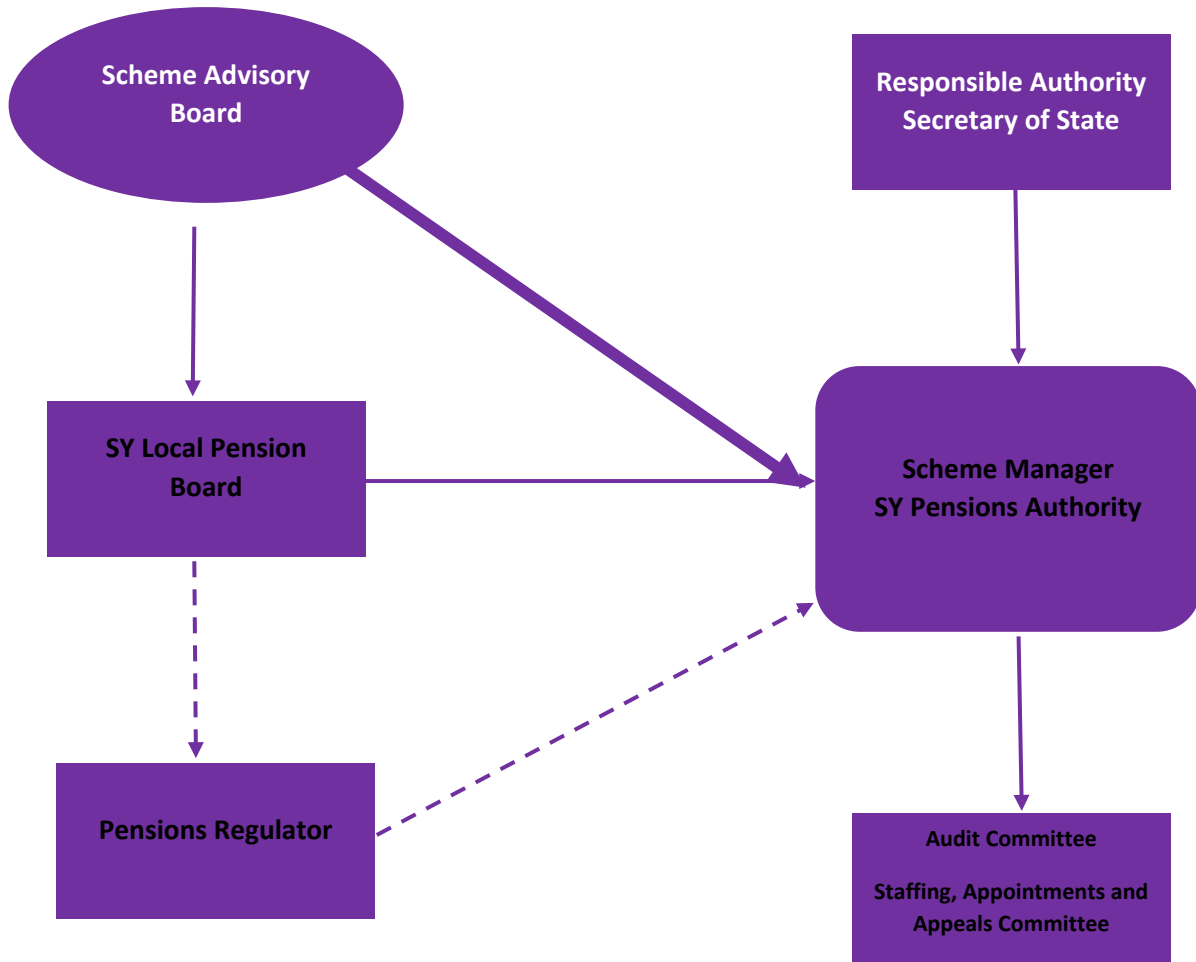 Scheme Advisory
Board
Responsible Authority
Secretary of State
SY Local Pension
Board
Scheme Manager
SY Pensions Authority
Pensions Regulator
Audit Committee
Staffing, Appointments and
Appeals Committee